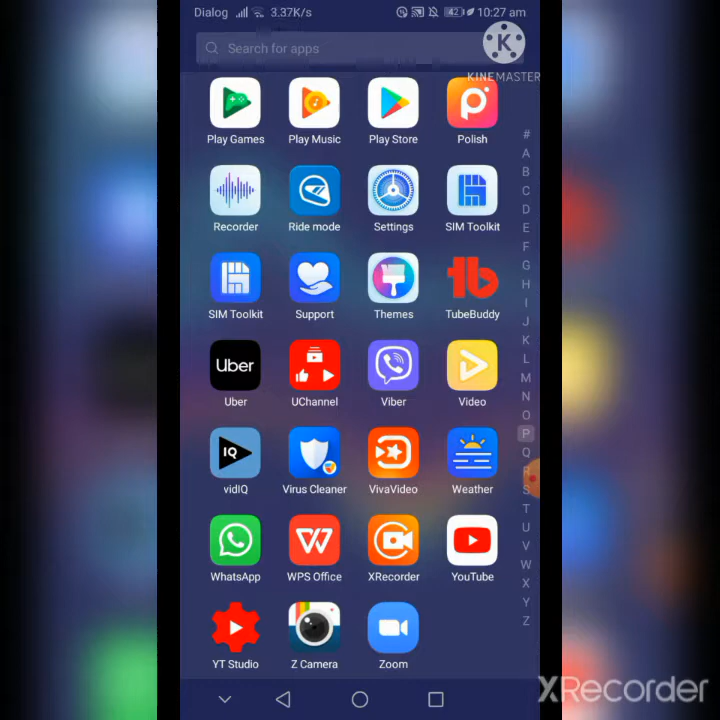 Dialog 3.37K/s 42 10:27 am
Search for apps
K
KINEMASTER
Play Games Play Music Play Store Polish
Recorder Ride mode Settings SIM Toolkit
SIM Toolkit Support Themes TubeBuddy
Uber
Uber UChannel Viber Video
IQ
vidIQ Virus Cleaner VivaVideo Weather
WhatsApp WPS Office XRecorder YouTube
YT Studio Z Camera Zoom
#
A
B
C
D
E
F
G
H
I
J
K
L
M
N
O
P
Q
R
S
T
U
V
W
X
Y
Z
XRecorder